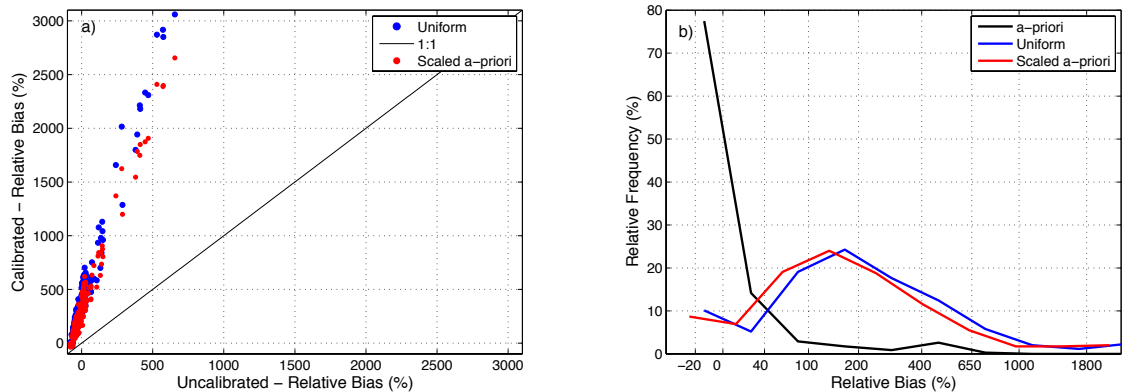 a)
Uniform
1:1
Scaled a−priori
3000
2500
2000
1500
1000
500
0
Calibrated − Relative Bias (%)
0 500 1000 1500 2000 2500 3000
Uncalibrated − Relative Bias (%)
b)
a−priori
Uniform
Scaled a−priori
80
70
60
50
40
30
20
10
0
Relative Frequency (%)
−20 0 40 100 200 400 650 1000 1800
Relative Bias (%)